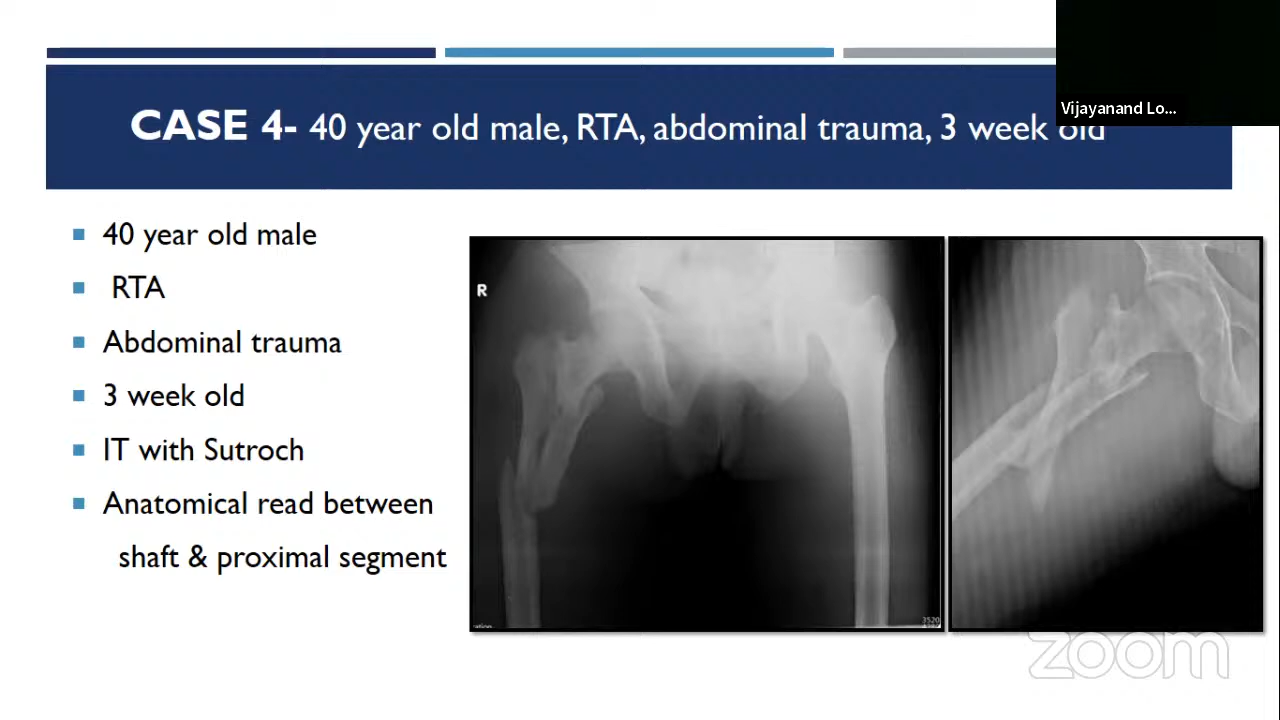 Vijayanand Lo...
CASE 4- 40 year old male, RTA, abdominal trauma, 3 week old
40 year old male
RTA
Abdominal trauma
3 week old
IT with Sutroch
Anatomical read between
shaft & proximal segment
R
3520
zoom